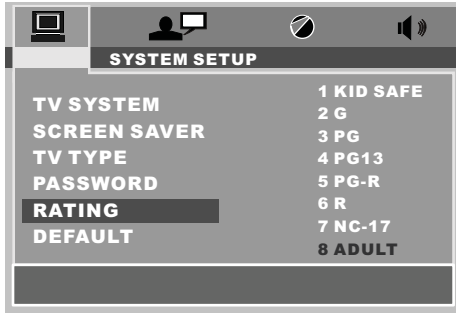 SYSTEM SETUP
TV SYSTEM
SCREEN SAVER
TV TYPE
PASSWORD
RATING
DEFAULT
1 KID SAFE
2 G
3 PG
4 PG13
5 PG-R
6 R
7 NC-17
8 ADULT